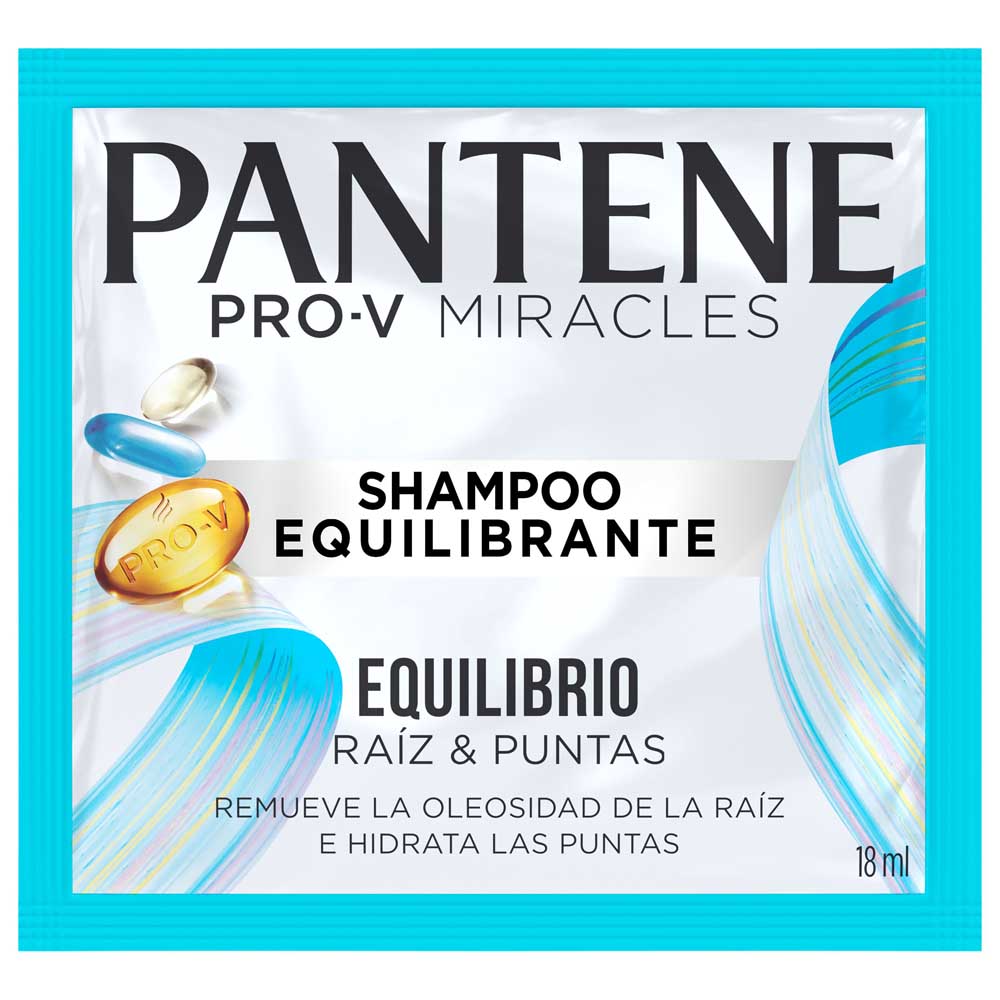 PANTENE
PRO-V MIRACLES
PRO-V
SHAMPOO
EQUILIBRANTE
EQUILIBRIO
RAÍZ & PUNTAS
REMUEVE LA OLEOSIDAD DE LA RAÍZ
E HIDRATA LAS PUNTAS
18 ml